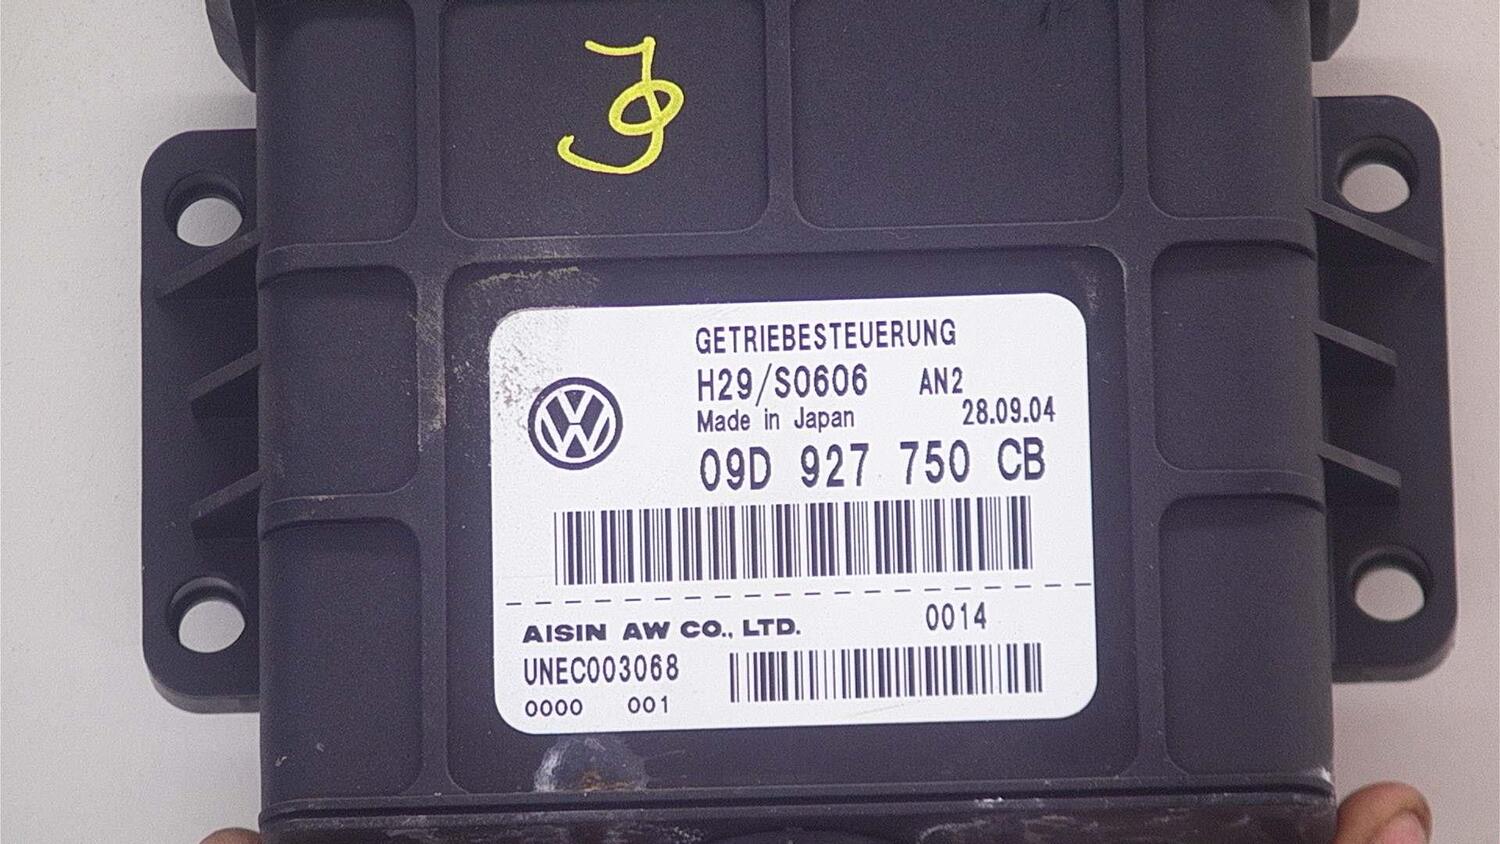 GETRIEBESTEUERUNG
H29/S0606 AN2
Made in Japan 28.09.04
09D 927 750 CB
AISIN AW CO., LTD. 0014
UNEC003068
0000 001